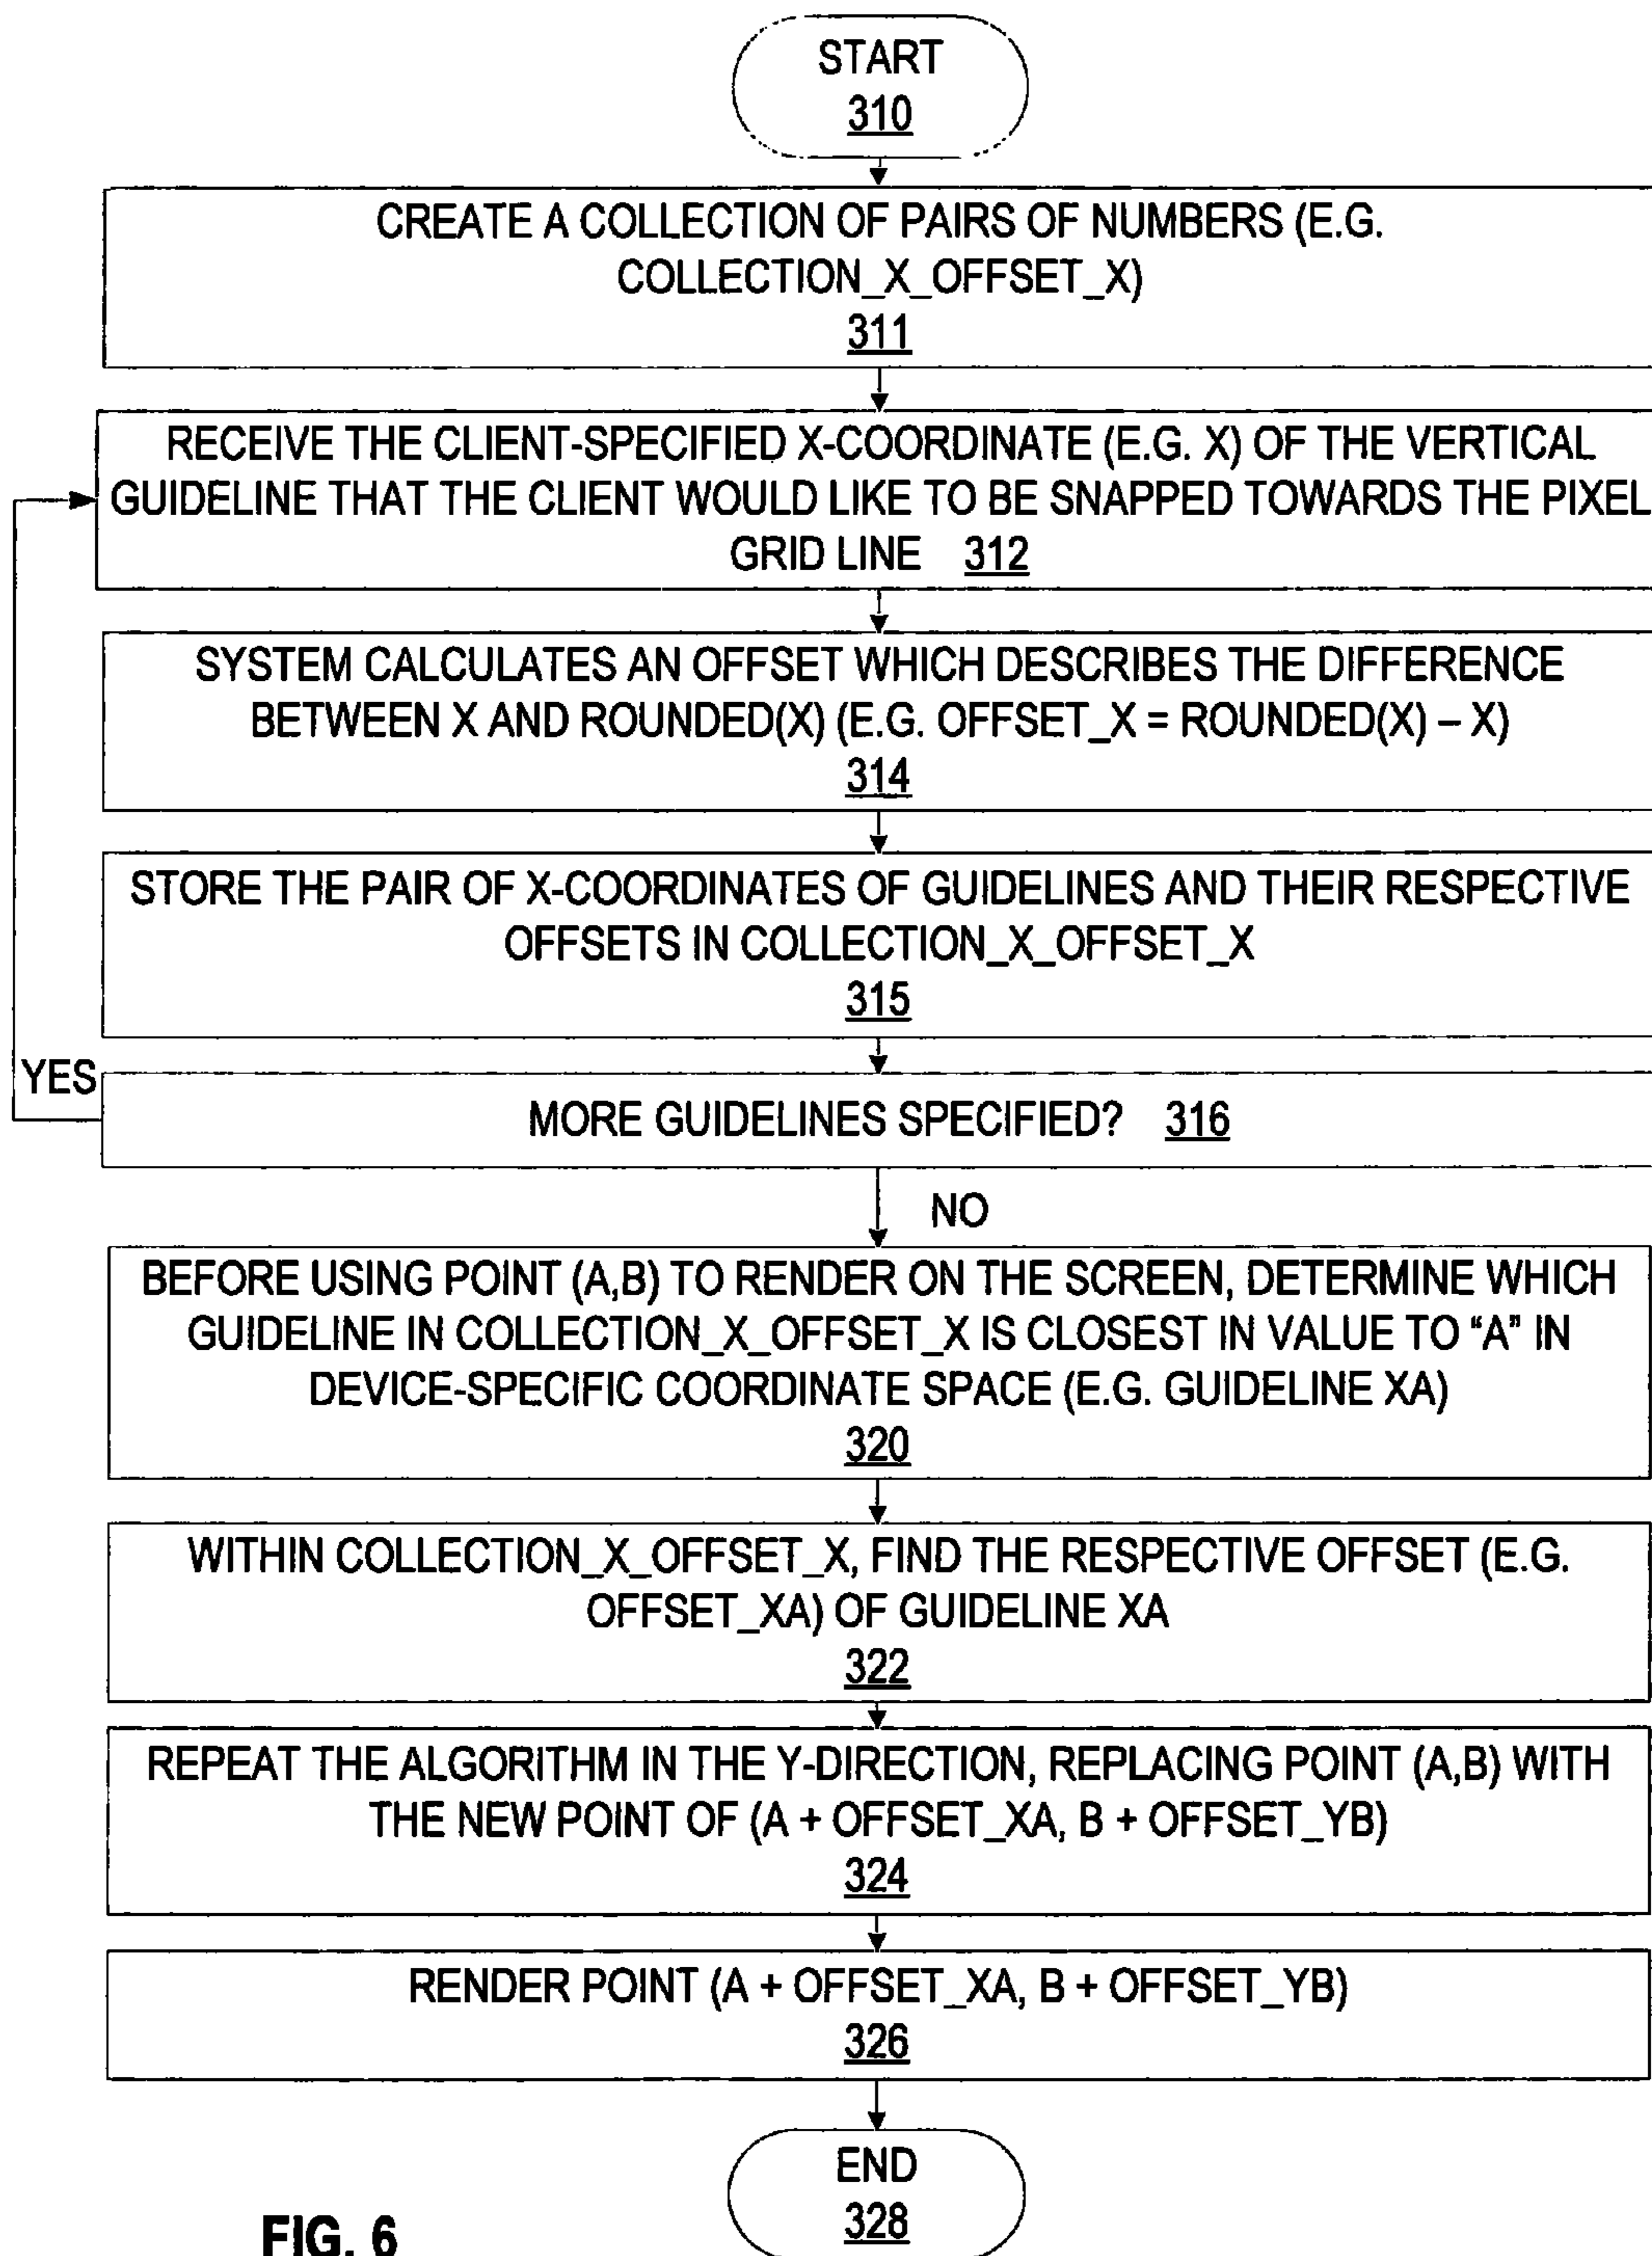 START
310
CREATE A COLLECTION OF PAIRS OF NUMBERS (E.G.
COLLECTION_X_OFFSET_X)
311
RECEIVE THE CLIENT-SPECIFIED X-COORDINATE (E.G. X) OF THE VERTICAL
GUIDELINE THAT THE CLIENT WOULD LIKE TO BE SNAPPED TOWARDS THE PIXEL
GRID LINE 312
SYSTEM CALCULATES AN OFFSET WHICH DESCRIBES THE DIFFERENCE
BETWEEN X AND ROUNDED(X) (E.G. OFFSET_X = ROUNDED(X) – X)
314
STORE THE PAIR OF X-COORDINATES OF GUIDELINES AND THEIR RESPECTIVE
OFFSETS IN COLLECTION_X_OFFSET_X
315
YES
MORE GUIDELINES SPECIFIED? 316
NO
BEFORE USING POINT (A,B) TO RENDER ON THE SCREEN, DETERMINE WHICH
GUIDELINE IN COLLECTION_X_OFFSET_X IS CLOSEST IN VALUE TO “A” IN
DEVICE-SPECIFIC COORDINATE SPACE (E.G. GUIDELINE XA)
320
WITHIN COLLECTION_X_OFFSET_X, FIND THE RESPECTIVE OFFSET (E.G.
OFFSET_XA) OF GUIDELINE XA
322
REPEAT THE ALGORITHM IN THE Y-DIRECTION, REPLACING POINT (A,B) WITH
THE NEW POINT OF (A + OFFSET_XA, B + OFFSET_YB)
324
RENDER POINT (A + OFFSET_XA, B + OFFSET_YB)
326
END
328
FIG. 6